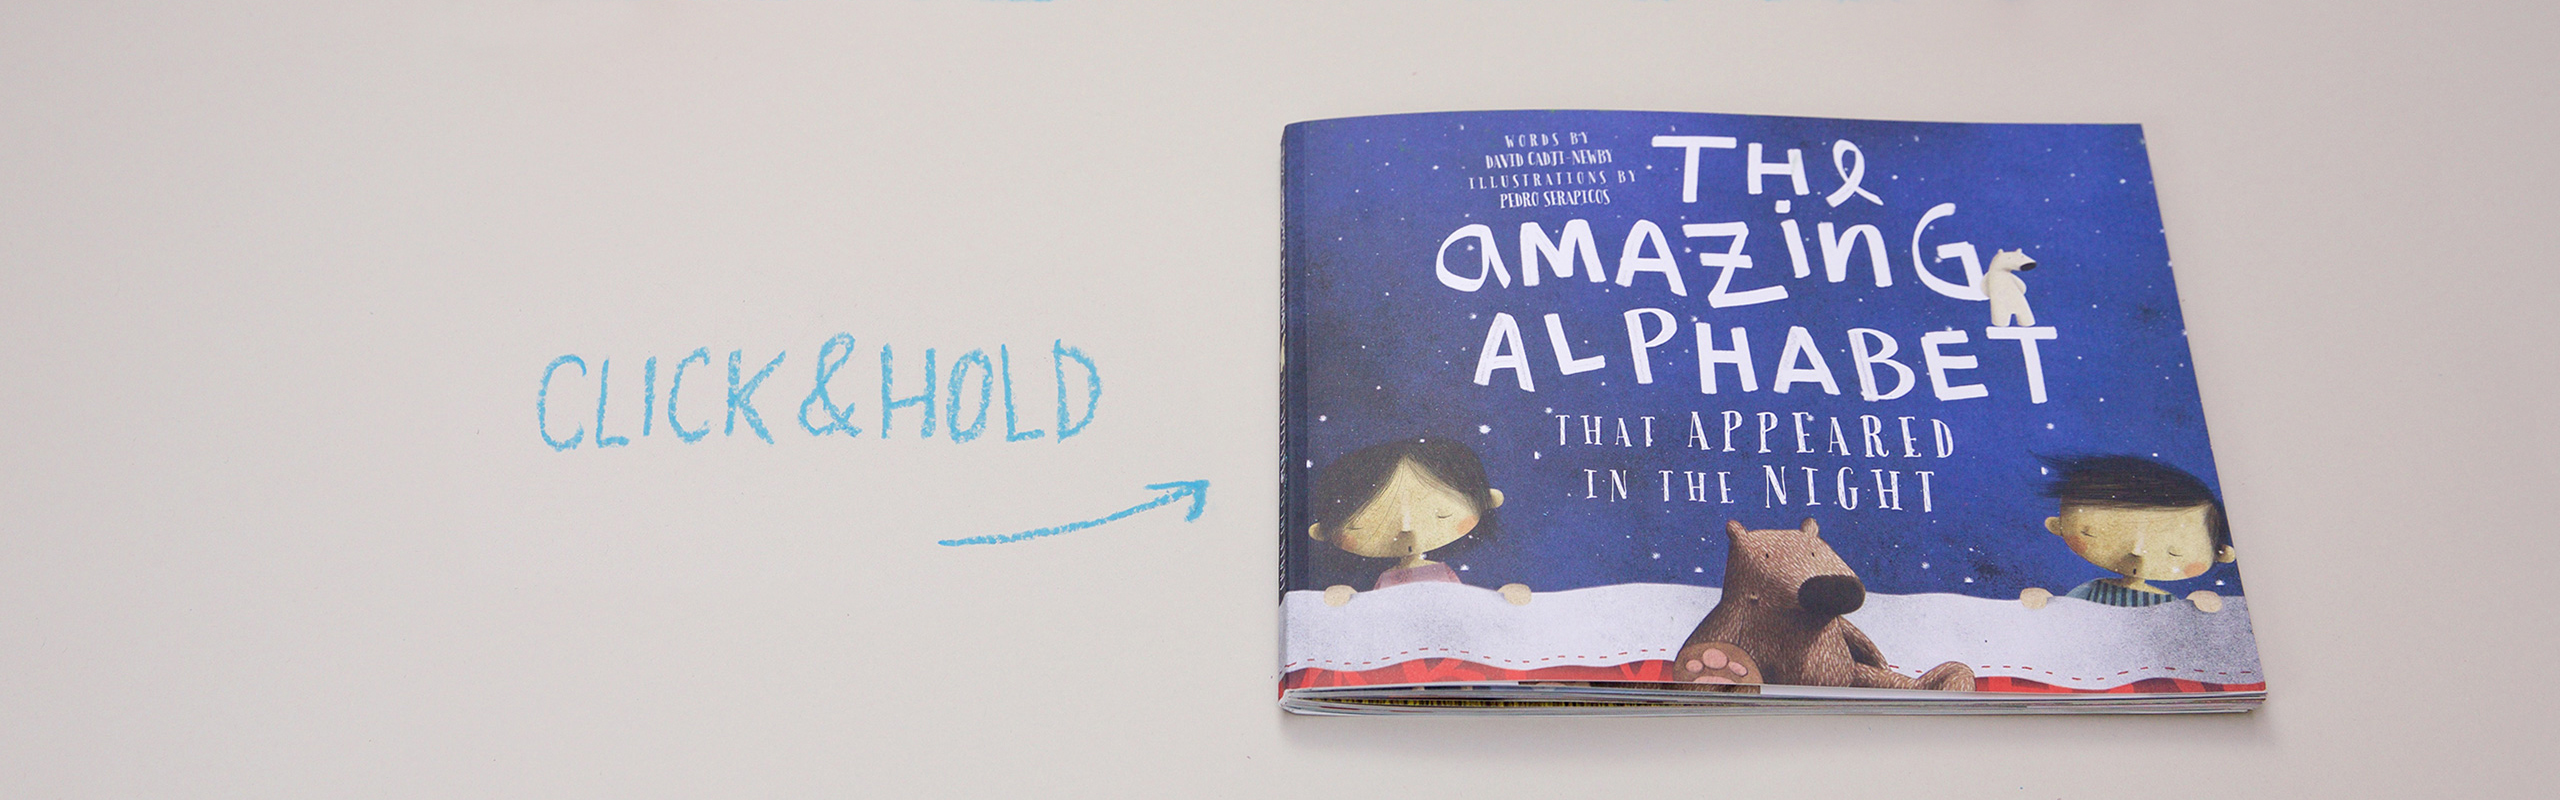 CLICK & HOLD
WORDS BY
DAVID CADJI-NEWBY
ILLUSTRATIONS BY
PEDRO SERAPICOS
THe
aMAZinG
ALPHABET
THAT APPEARED
IN THE NIGHT